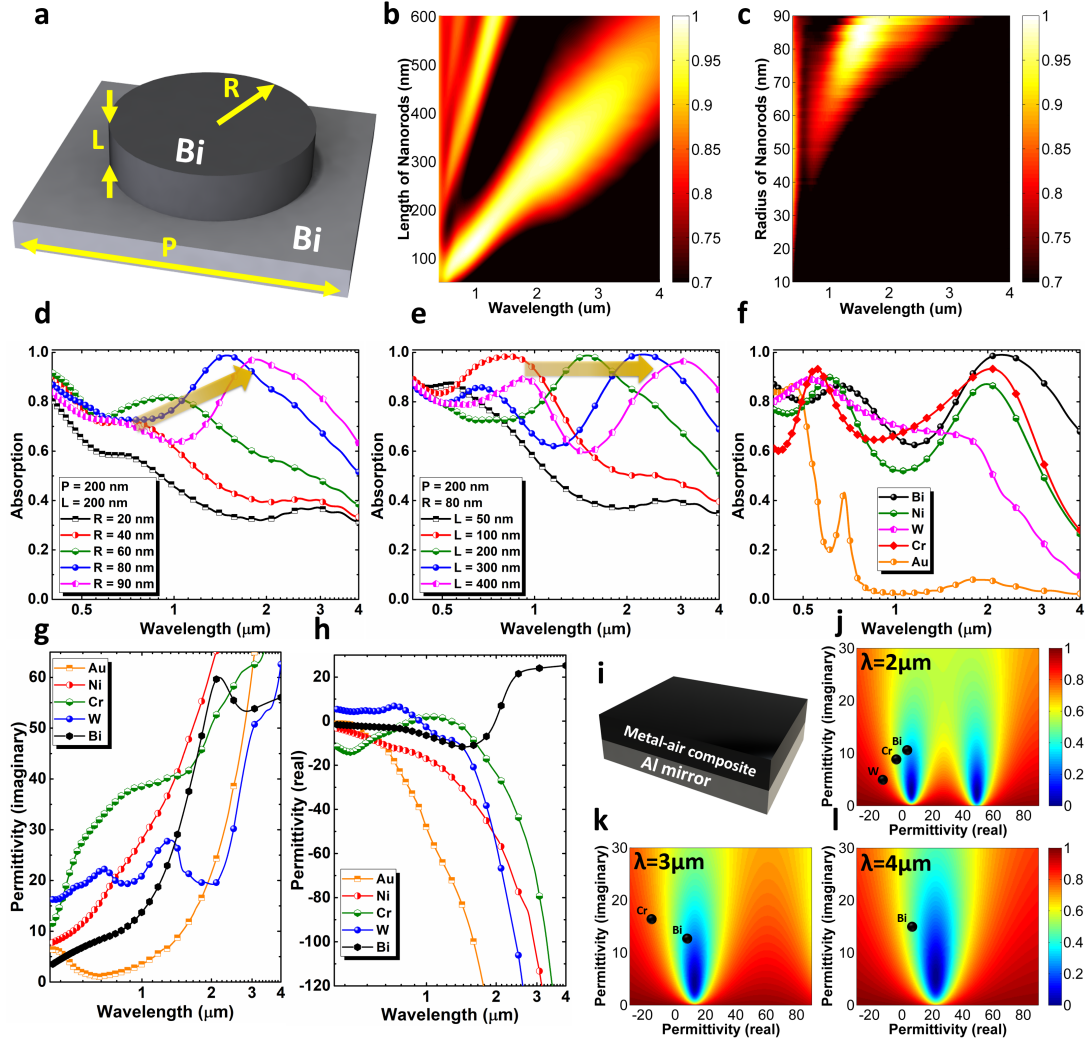 a
R
L
Bi
Bi
P
b
Length of Nanorods (nm)
600
500
400
300
200
100
1
2
3
4
Wavelength (um)
1
0.95
0.9
0.85
0.8
0.75
0.7
c
Radius of Nanorods (nm)
90
80
70
60
50
40
30
20
10
1
2
3
4
Wavelength (um)
1
0.95
0.9
0.85
0.8
0.75
0.7
d
Absorption
1.0
0.8
0.6
0.4
0.2
0.0
P = 200 nm
L = 200 nm
R = 20 nm
R = 40 nm
R = 60 nm
R = 80 nm
R = 90 nm
0.5
1
2
3
4
Wavelength (μm)
e
Absorption
1.0
0.8
0.6
0.4
0.2
0.0
P = 200 nm
R = 80 nm
L = 50 nm
L = 100 nm
L = 200 nm
L = 300 nm
L = 400 nm
0.5
1
2
3
4
Wavelength (μm)
f
Absorption
1.0
0.8
0.6
0.4
0.2
0.0
Bi
Ni
W
Cr
Au
0.5
1
2
3
4
Wavelength (μm)
g
Permittivity (imaginary)
60
50
40
30
20
10
0
Au
Ni
Cr
W
Bi
1
2
3
4
Wavelength (μm)
h
Permittivity (real)
20
0
-20
-40
-60
-80
-100
-120
Au
Ni
Cr
W
Bi
1
2
3
4
Wavelength (μm)
i
Metal-air composite
Al mirror
j
λ=2μm
Permittivity (imaginary)
30
20
10
0
Bi
Cr
W
-20
0
20
40
60
80
Permittivity (real)
1
0.8
0.6
0.4
0.2
0
k
λ=3μm
Permittivity (imaginary)
30
20
10
0
Cr
Bi
-20
0
20
40
60
80
Permittivity (real)
l
λ=4μm
Permittivity (imaginary)
30
20
10
0
Bi
-20
0
20
40
60
80
Permittivity (real)
1
0.8
0.6
0.4
0.2
0